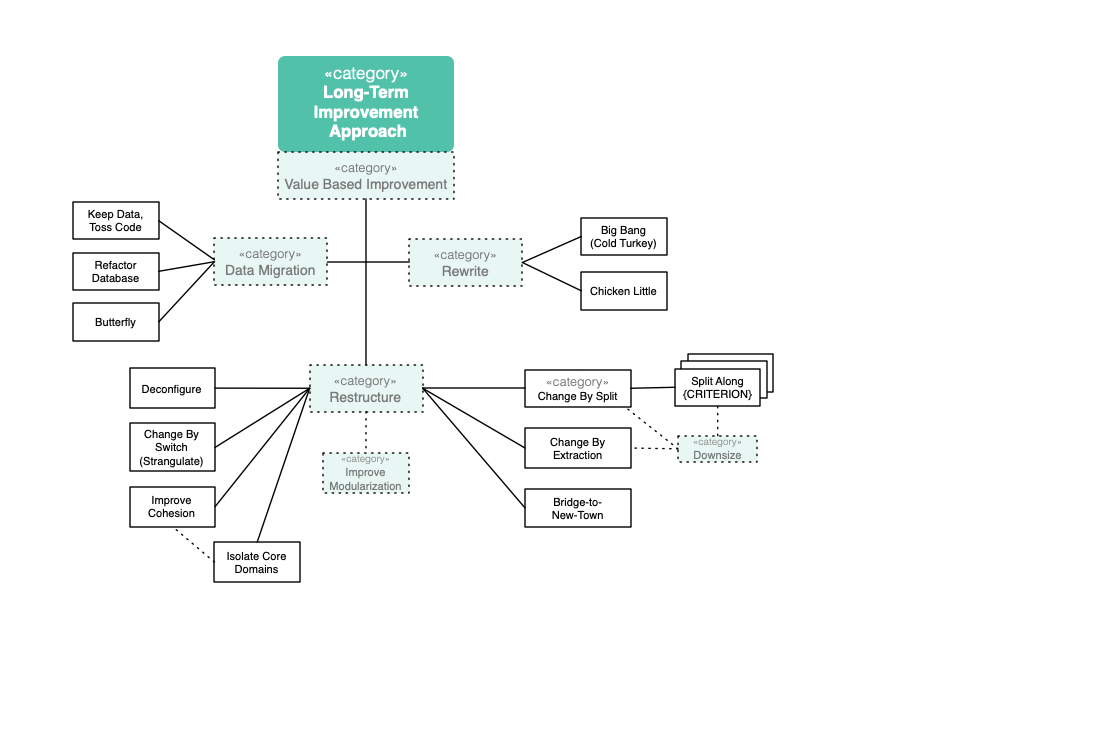 «category»
Long-Term
Improvement
Approach
«category»
Value Based Improvement
Keep Data,
Toss Code
Refactor
Database
Butterfly
«category»
Data Migration
«category»
Rewrite
Big Bang
(Cold Turkey)
Chicken Little
Deconfigure
Change By
Switch
(Strangulate)
Improve
Cohesion
Isolate Core
Domains
«category»
Restructure
«category»
Improve
Modularization
«category»
Change By Split
Change By
Extraction
Bridge-to-
New-Town
Split Along
{CRITERION}
«category»
Downsize